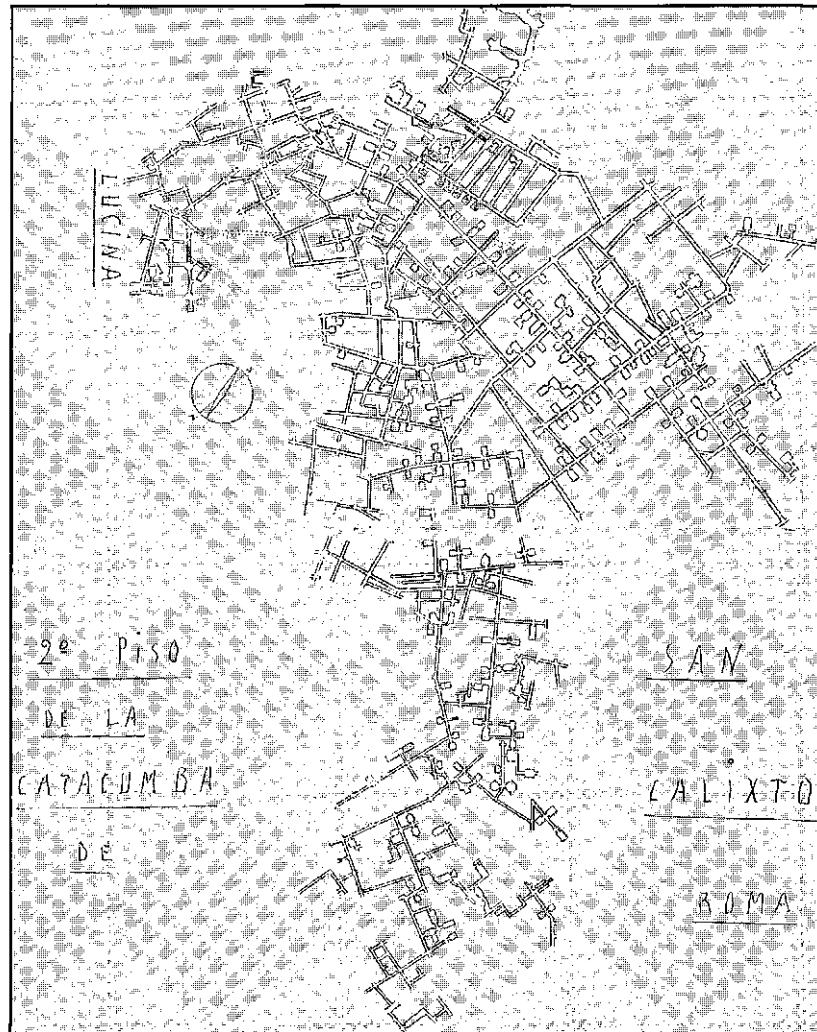 LUCINA
2º PISO
DE LA
CATACUMBA
DE
SAN
CALIXTO
ROMA